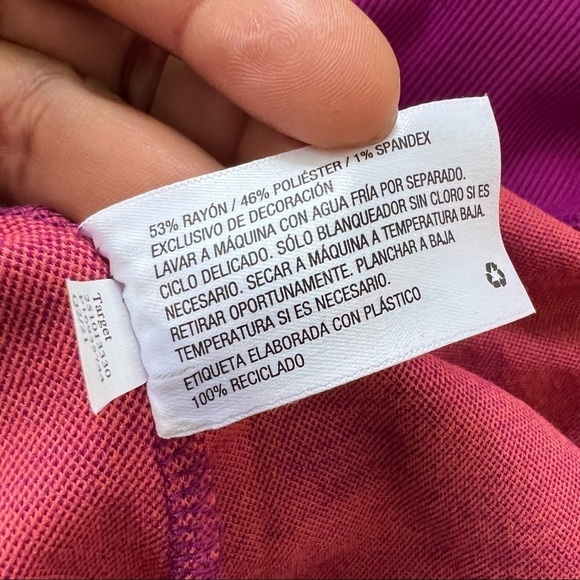 53% RAYÓN / 46% POLIÉSTER / 1% SPANDEX
EXCLUSIVO DE DECORACIÓN
LAVAR A MÁQUINA CON AGUA FRÍA POR SEPARADO.
CICLO DELICADO. SÓLO BLANQUEADOR SIN CLORO SI ES
NECESARIO. SECAR A MÁQUINA A TEMPERATURA BAJA.
RETIRAR OPORTUNAMENTE. PLANCHAR A BAJA
TEMPERATURA SI ES NECESARIO.
ETIQUETA ELABORADA CON PLÁSTICO
100% RECICLADO
Target